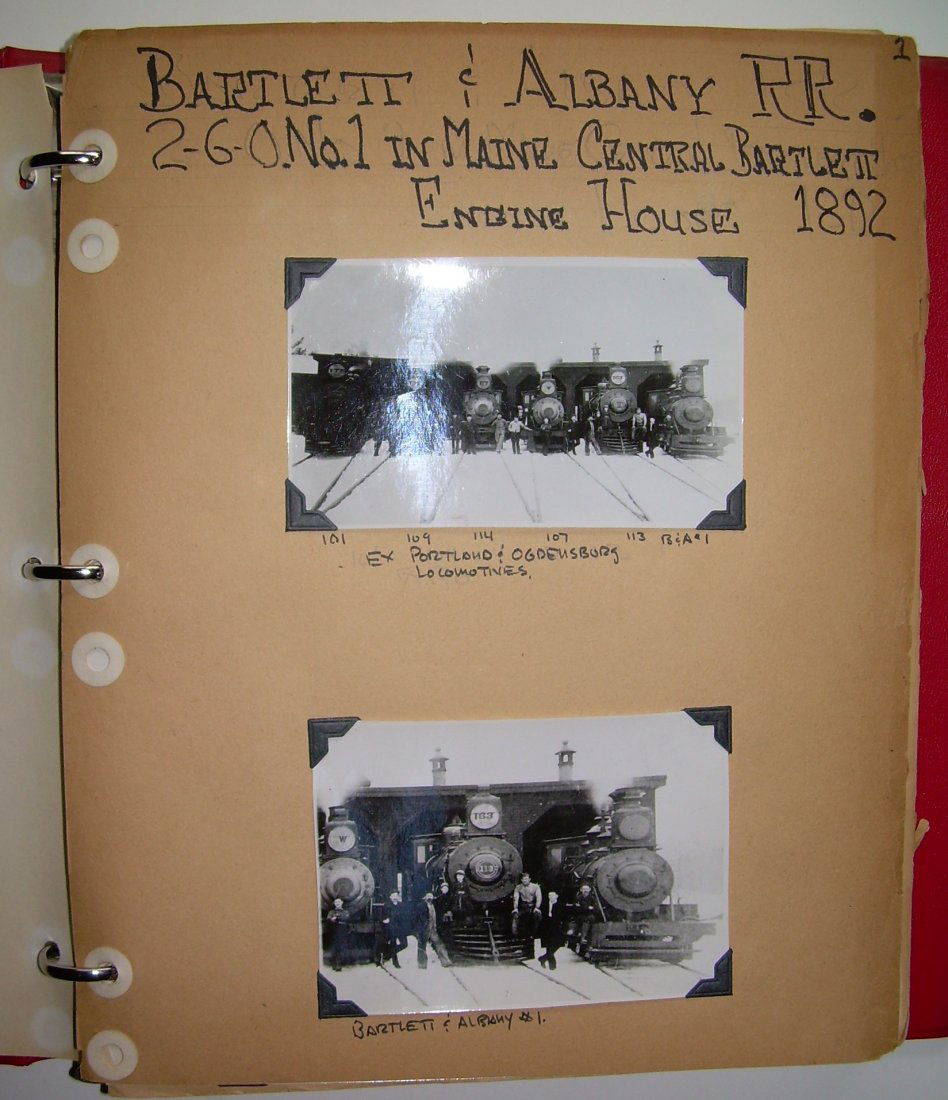 1
BARTLETT & ALBANY RR.
2-6-0. No. 1 IN MAINE CENTRAL BARTLETT
ENGINE HOUSE 1892
101 109 114 107 113 B&A#1
EX PORTLAND & OGDENSBURG
LOCOMOTIVES.
W
113
BARTLETT & ALBANY #1.